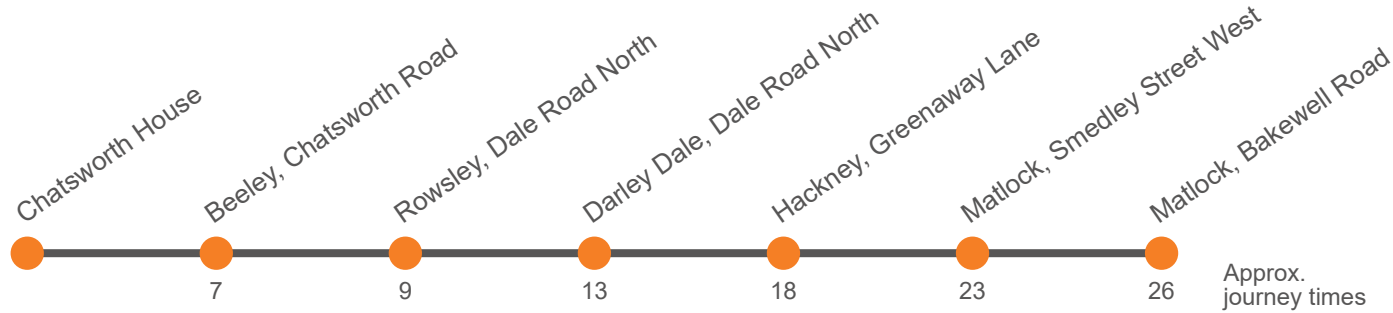 Chatsworth House
Beeley, Chatsworth Road
Rowsley, Dale Road North
Darley Dale, Dale Road North
Hackney, Greenaway Lane
Matlock, Smedley Street West
Matlock, Bakewell Road
7
9
13
18
23
26
Approx.
journey times